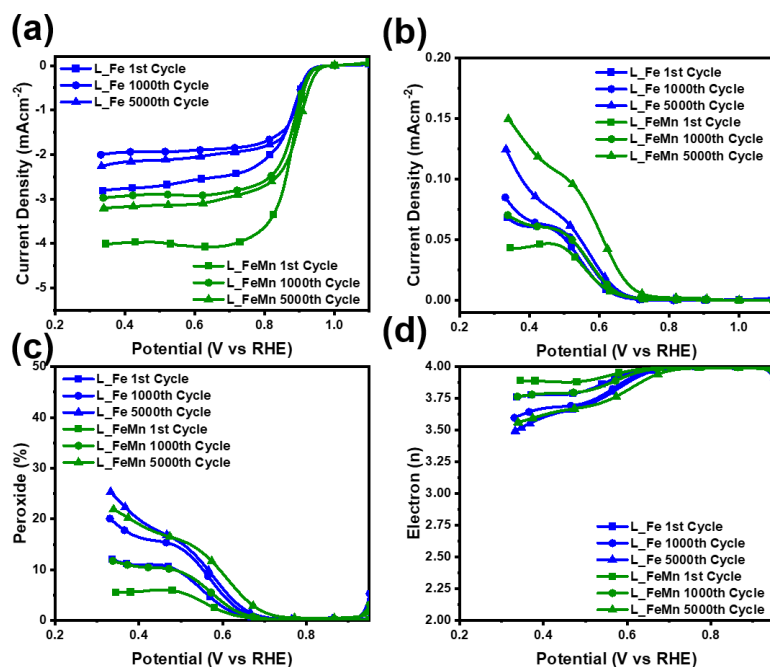 (a)
Current Density (mAcm-2)
0
-1
-2
-3
-4
-5
L_Fe 1st Cycle
L_Fe 1000th Cycle
L_Fe 5000th Cycle
L_FeMn 1st Cycle
L_FeMn 1000th Cycle
L_FeMn 5000th Cycle
0.2 0.4 0.6 0.8 1.0
Potential (V vs RHE)
(b)
Current Density (mAcm-2)
0.20
0.15
0.10
0.05
0.00
L_Fe 1st Cycle
L_Fe 1000th Cycle
L_Fe 5000th Cycle
L_FeMn 1st Cycle
L_FeMn 1000th Cycle
L_FeMn 5000th Cycle
0.2 0.4 0.6 0.8 1.0
Potential (V vs RHE)
(c)
Peroxide (%)
50
40
30
20
10
0
L_Fe 1st Cycle
L_Fe 1000th Cycle
L_Fe 5000th Cycle
L_FeMn 1st Cycle
L_FeMn 1000th Cycle
L_FeMn 5000th Cycle
0.2 0.4 0.6 0.8
Potential (V vs RHE)
(d)
Electron (n)
4.00
3.75
3.50
3.25
3.00
2.75
2.50
2.25
2.00
L_Fe 1st Cycle
L_Fe 1000th Cycle
L_Fe 5000th Cycle
L_FeMn 1st Cycle
L_FeMn 1000th Cycle
L_FeMn 5000th Cycle
0.2 0.4 0.6 0.8
Potential (V vs RHE)